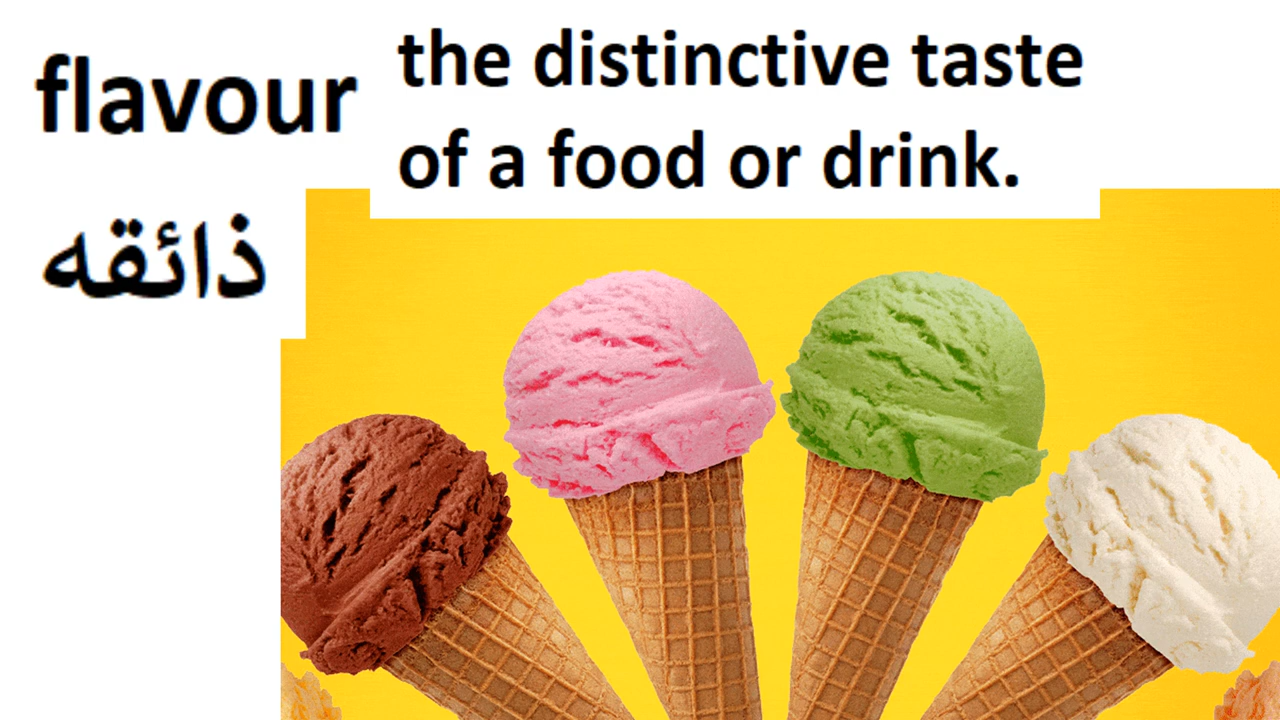 flavour
the distinctive taste
of a food or drink.
ذائقه